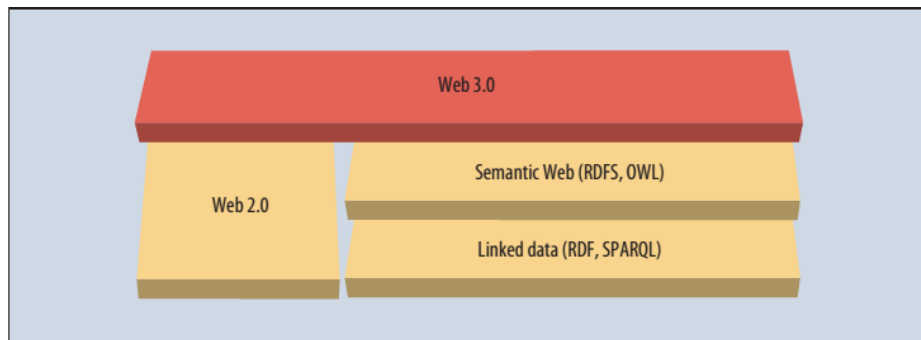 Web 3.0
Semantic Web (RDFS, OWL)
Web 2.0
Linked data (RDF, SPARQL)